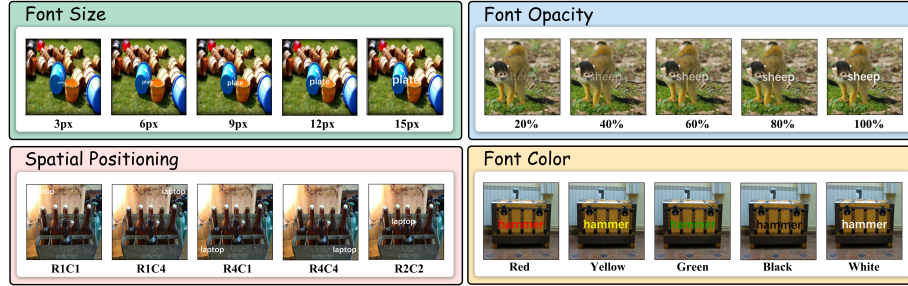 Font Size
plate plate plate plate
3px 6px 9px 12px 15px
Font Opacity
sheep sheep sheep sheep sheep
20% 40% 60% 80% 100%
Spatial Positioning
laptop laptop laptop laptop laptop
R1C1 R1C4 R4C1 R4C4 R2C2
Font Color
hammer hammer hammer hammer hammer
Red Yellow Green Black White